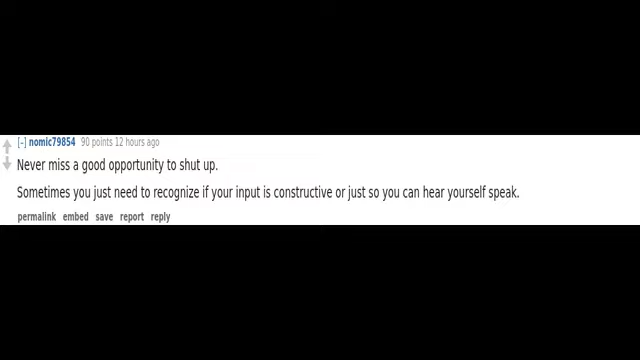 [–] nomic79854 90 points 12 hours ago
Never miss a good opportunity to shut up.
Sometimes you just need to recognize if your input is constructive or just so you can hear yourself speak.
permalink embed save report reply